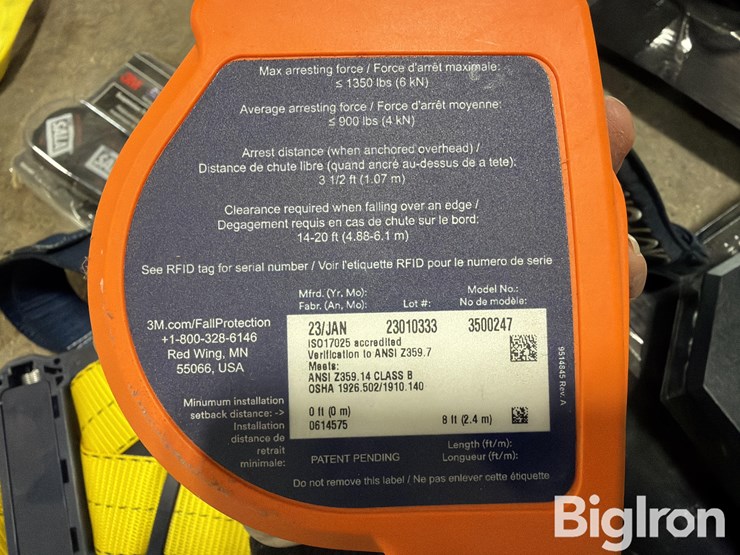 Max arresting force / Force d'arrêt maximale:
≤ 1350 lbs (6 kN)
Average arresting force / Force d'arrêt moyenne:
≤ 900 lbs (4 kN)
Arrest distance (when anchored overhead) /
Distance de chute libre (quand ancré au-dessus de a tete):
3 1/2 ft (1.07 m)
Clearance required when falling over an edge /
Degagement requis en cas de chute sur le bord:
14-20 ft (4.88-6.1 m)
See RFID tag for serial number / Voir l'etiquette RFID pour le numero de serie
Mfrd. (Yr, Mo):
Fabr. (An, Mo):
Lot #:
Model No.:
No de modèle:
3M.com/FallProtection
+1-800-328-6146
Red Wing, MN
55066, USA
23/JAN 23010333 3500247
ISO17025 accredited
Verification to ANSI Z359.7
Meets:
ANSI Z359.14 CLASS B
OSHA 1926.502/1910.140
Minimum installation
setback distance: ->
Installation
distance de
retrait
minimale:
0 ft (0 m)
0614575
8 ft (2.4 m)
PATENT PENDING
Length (ft/m):
Longueur (ft/m):
Do not remove this label / Ne pas enlever cette étiquette
9514845 Rev. A
3M
SALA
BigIron